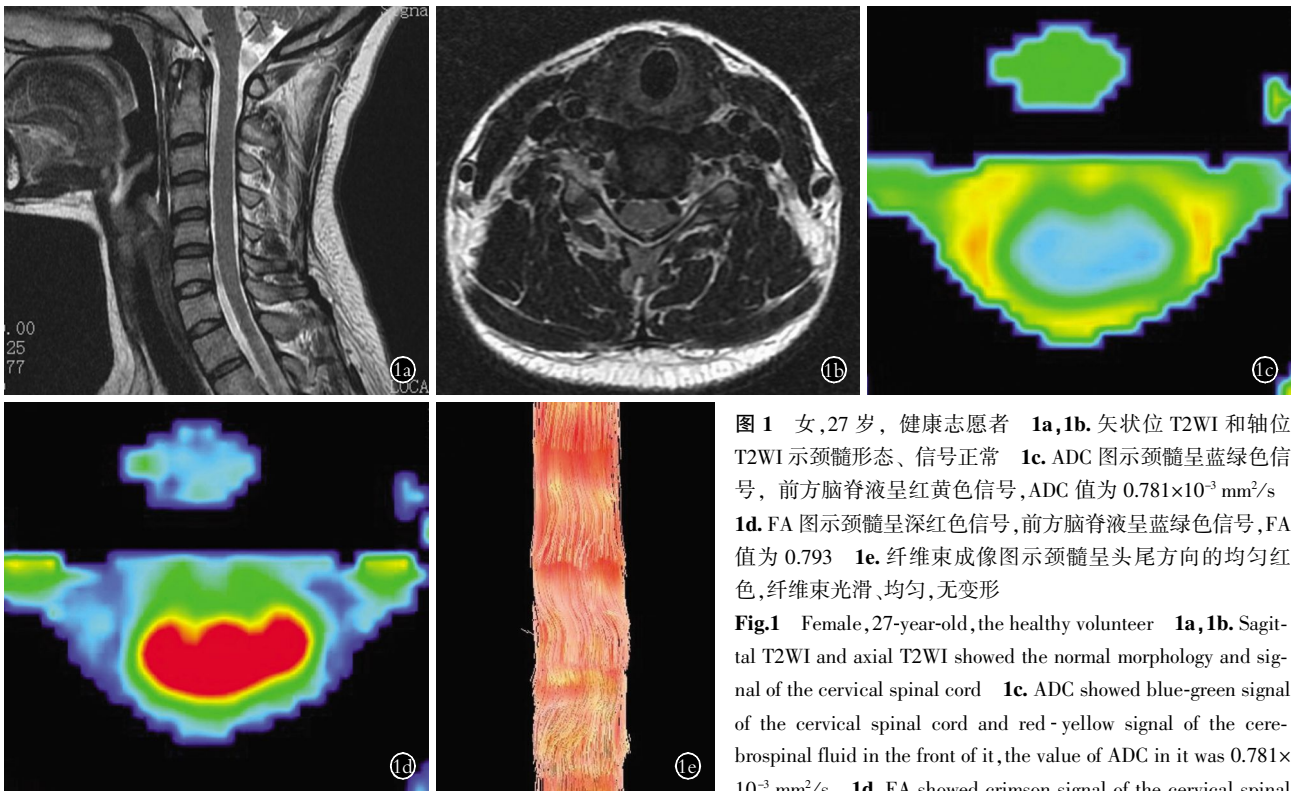 Signa
.00
25
77
LOCA
1a
1b
1c
1d
1e
图 1 女,27 岁, 健康志愿者 1a,1b. 矢状位 T2WI 和轴位
T2WI 示颈髓形态、信号正常 1c. ADC 图示颈髓呈蓝绿色信
号, 前方脑脊液呈红黄色信号,ADC 值为 0.781×10⁻³ mm²/s
1d. FA 图示颈髓呈深红色信号,前方脑脊液呈蓝绿色信号,FA
值为 0.793 1e. 纤维束成像图示颈髓呈头尾方向的均匀红
色,纤维束光滑、均匀,无变形
Fig.1 Female,27-year-old,the healthy volunteer 1a,1b. Sagit-
tal T2WI and axial T2WI showed the normal morphology and sig-
nal of the cervical spinal cord 1c. ADC showed blue-green signal
of the cervical spinal cord and red-yellow signal of the cere-
brospinal fluid in the front of it,the value of ADC in it was 0.781×
10⁻³ mm²/s 1d. FA showed crimson signal of the cervical spinal